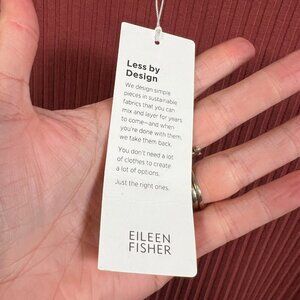 Less by
Design
We design simple
pieces in sustainable
fabrics that you can
mix and layer for years
to come—and when
you're done with them,
we take them back.
You don't need a lot
of clothes to create
a lot of options.
Just the right ones.
EILEEN
FISHER